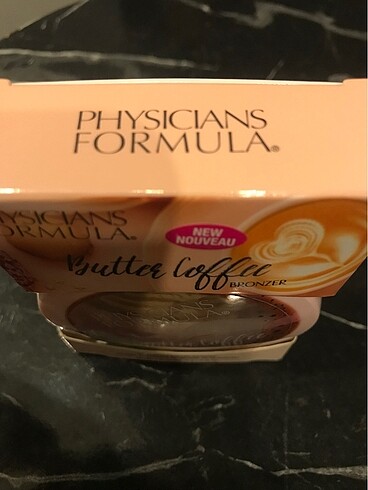 PHYSICIANS
FORMULA®
PHYSICIANS
FORMULA®
NEW
NOUVEAU
Butter Coffee
BRONZER